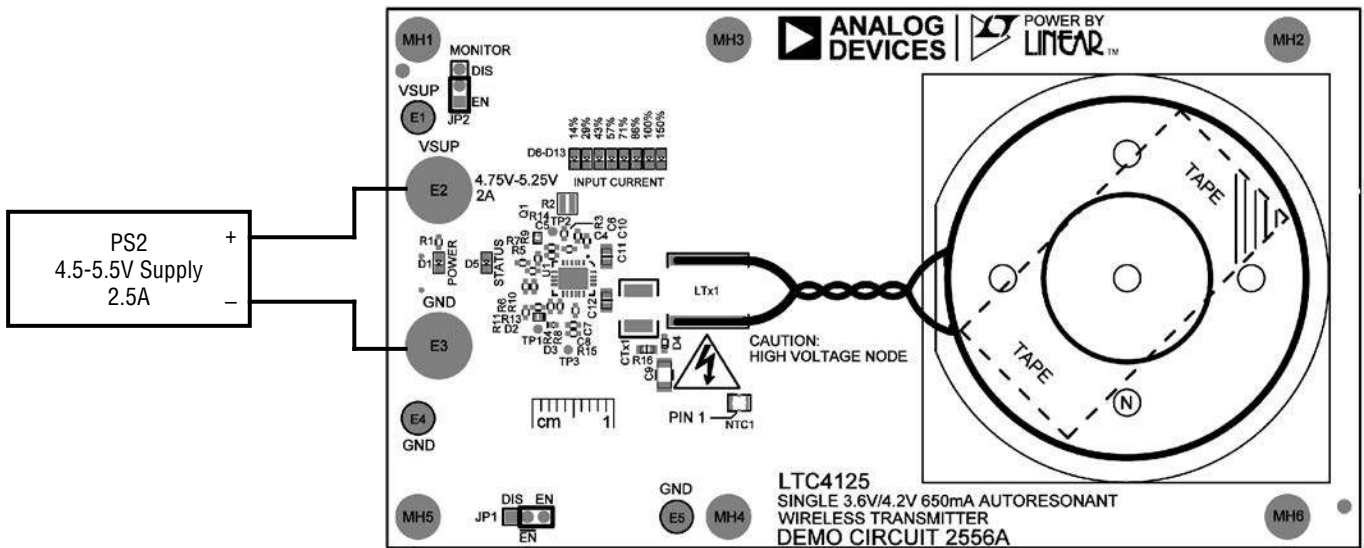 MH1
MH3
ANALOG
DEVICES
POWER BY
LINEAR™
MH2
MONITOR
DIS
EN
JP2
VSUP
E1
VSUP
E2
4.75V-5.25V
2A
14%
29%
43%
57%
71%
86%
100%
150%
D6-D13
INPUT CURRENT
PS2
4.5-5.5V Supply
2.5A
+
–
R1
D1
POWER
D5
STATUS
Q1
R14
C5
R2
TP2
R9
R7
R5
U1
R3
C4
C6
C10
C11
GND
E3
R6
R10
R11
R13
D2
TP1
R4
D3
R8
TP3
C7
C8
R15
C12
LTx1
CTx1
R16
D4
C9
CAUTION:
HIGH VOLTAGE NODE
PIN 1
NTC1
cm 1
TAPE
TAPE
N
E4
GND
LTC4125
SINGLE 3.6V/4.2V 650mA AUTORESONANT
WIRELESS TRANSMITTER
DEMO CIRCUIT 2556A
MH5
JP1
DIS EN
EN
GND
E5
MH4
MH6